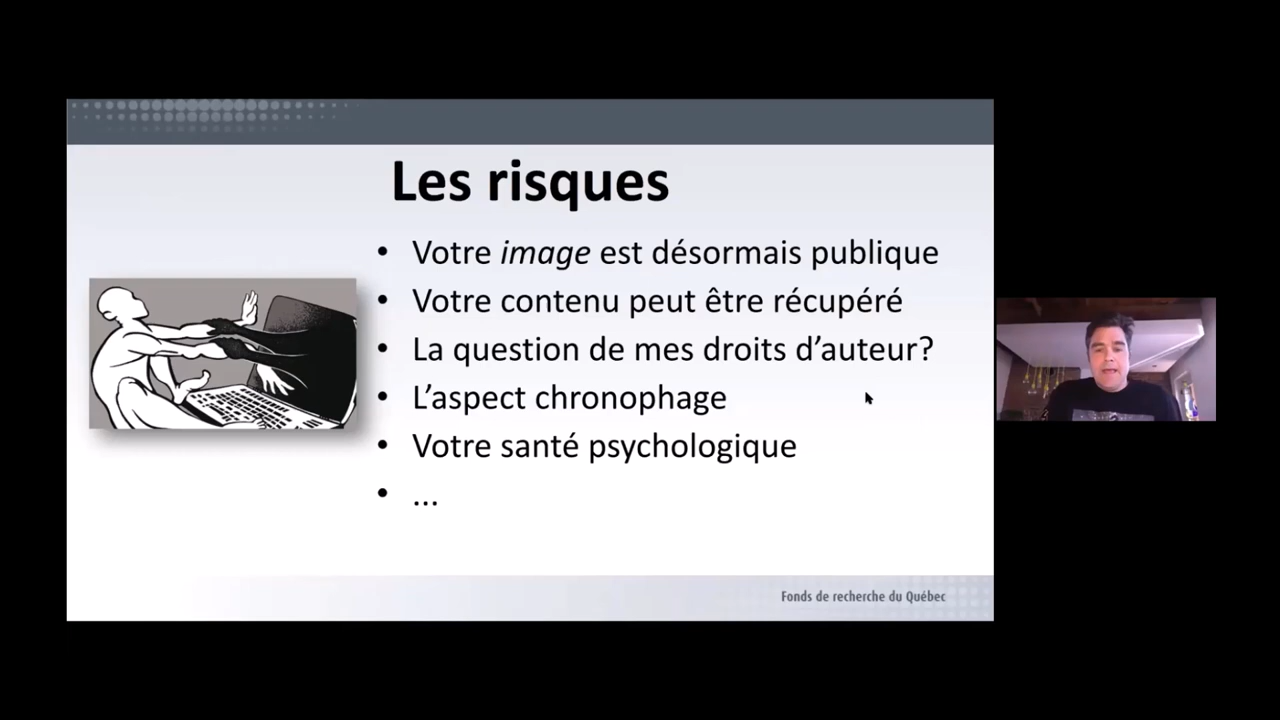 Les risques
• Votre image est désormais publique
• Votre contenu peut être récupéré
• La question de mes droits d’auteur?
• L’aspect chronophage
• Votre santé psychologique
• ...
Fonds de recherche du Québec